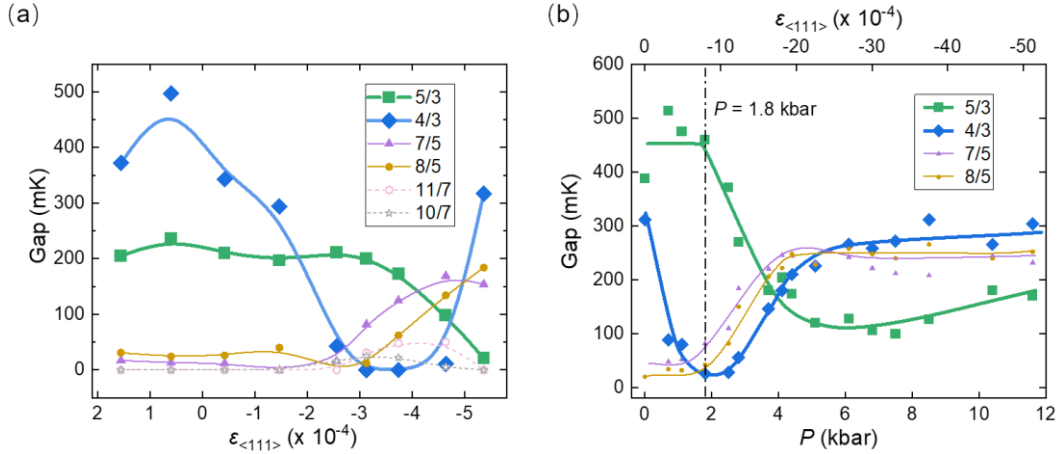 (a)
Gap (mK)
500
400
300
200
100
0
5/3
4/3
7/5
8/5
11/7
10/7
2 1 0 -1 -2 -3 -4 -5
ε<111> (x 10-4)
(b)
ε<111> (x 10-4)
0 -10 -20 -30 -40 -50
Gap (mK)
600
500
400
300
200
100
0
P = 1.8 kbar
5/3
4/3
7/5
8/5
0 2 4 6 8 10 12
P (kbar)